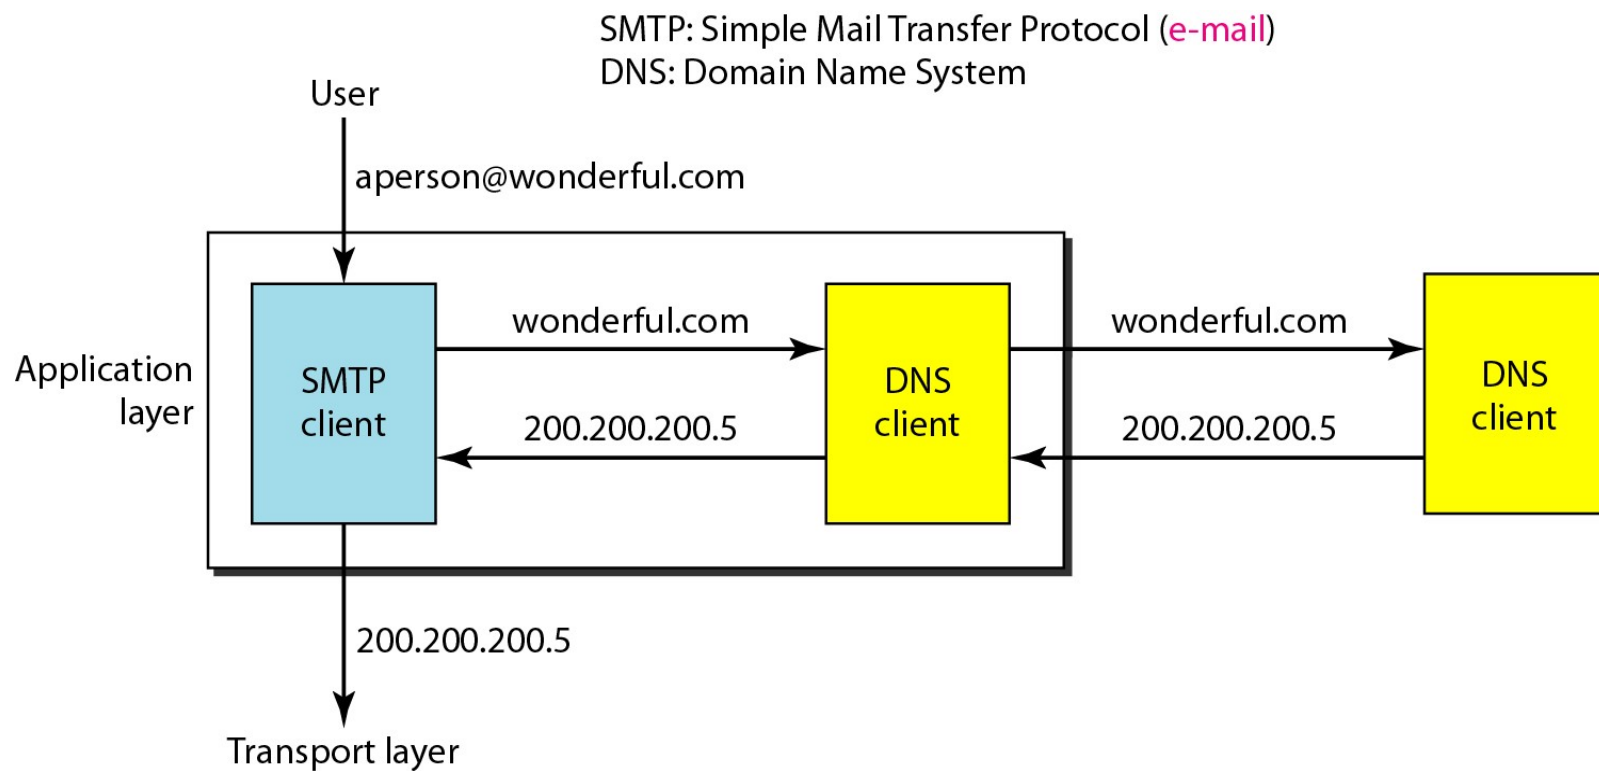 SMTP: Simple Mail Transfer Protocol (e-mail)
DNS: Domain Name System
User
aperson@wonderful.com
Application
layer
SMTP
client
wonderful.com
200.200.200.5
DNS
client
wonderful.com
200.200.200.5
DNS
client
200.200.200.5
Transport layer